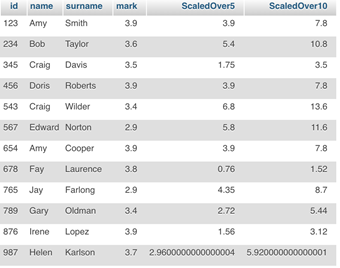 id name surname mark ScaledOver5 ScaledOver10
123 Amy Smith 3.9 3.9 7.8
234 Bob Taylor 3.6 5.4 10.8
345 Craig Davis 3.5 1.75 3.5
456 Doris Roberts 3.9 3.9 7.8
543 Craig Wilder 3.4 6.8 13.6
567 Edward Norton 2.9 5.8 11.6
654 Amy Cooper 3.9 3.9 7.8
678 Fay Laurence 3.8 0.76 1.52
765 Jay Farlong 2.9 4.35 8.7
789 Gary Oldman 3.4 2.72 5.44
876 Irene Lopez 3.9 1.56 3.12
987 Helen Karlson 3.7 2.9600000000000004 5.920000000000001